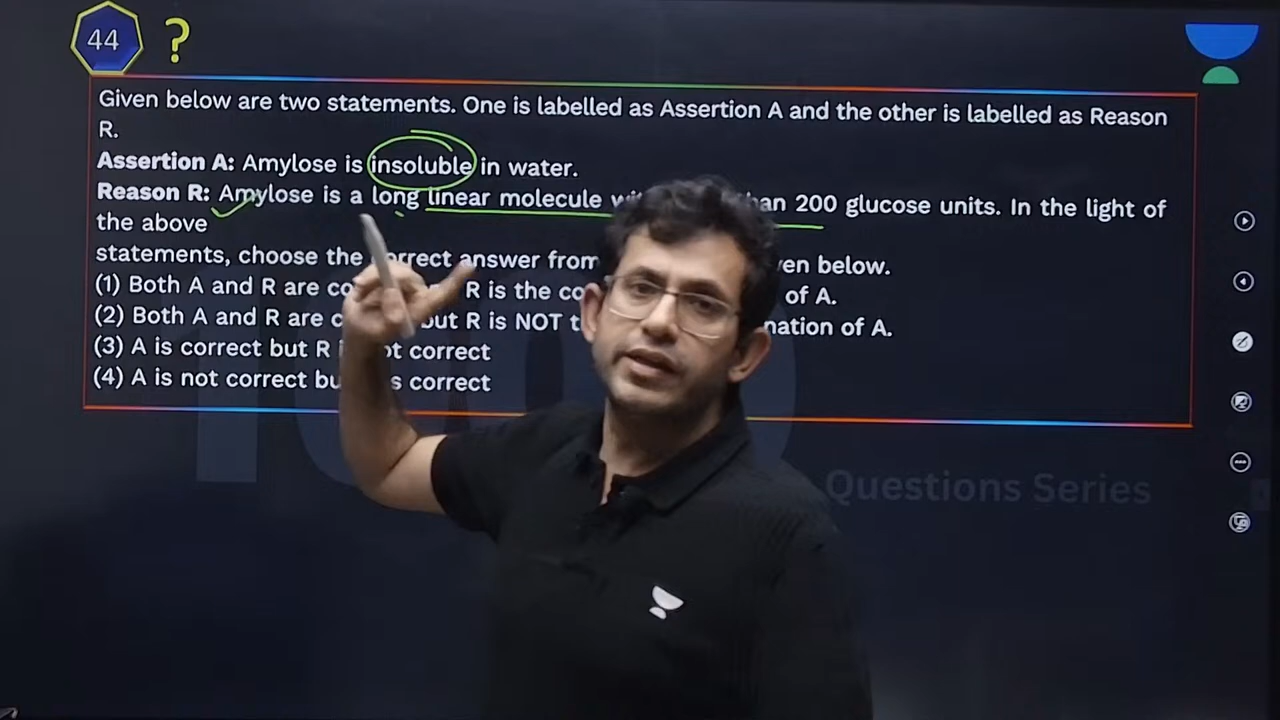 44 ?
Given below are two statements. One is labelled as Assertion A and the other is labelled as Reason
R.
Assertion A: Amylose is insoluble in water.
Reason R: Amylose is a long linear molecule han 200 glucose units. In the light of
the above
statements, choose the correct answer from en below.
(1) Both A and R are co R is the co of A.
(2) Both A and R are c but R is NOT t nation of A.
(3) A is correct but R ot correct
(4) A is not correct bu s correct
Questions Series